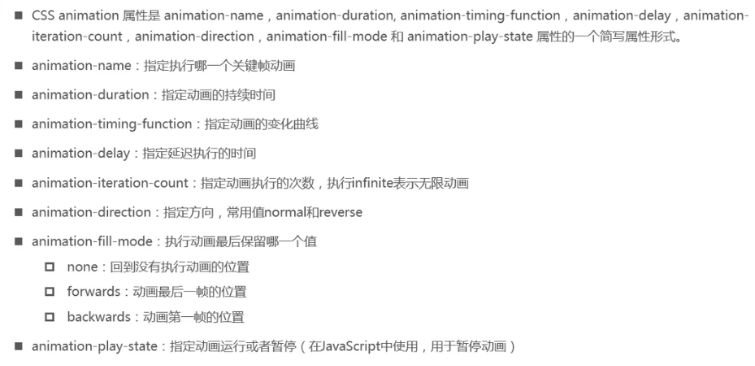 CSS animation 属性是 animation-name，animation-duration, animation-timing-function，animation-delay，animation-
iteration-count，animation-direction，animation-fill-mode 和 animation-play-state 属性的一个简写属性形式。
animation-name：指定执行哪一个关键帧动画
animation-duration：指定动画的持续时间
animation-timing-function：指定动画的变化曲线
animation-delay：指定延迟执行的时间
animation-iteration-count：指定动画执行的次数，执行infinite表示无限动画
animation-direction：指定方向，常用值normal和reverse
animation-fill-mode：执行动画最后保留哪一个值
none：回到没有执行动画的位置
forwards：动画最后一帧的位置
backwards：动画第一帧的位置
animation-play-state：指定动画运行或者暂停（在JavaScript中使用，用于暂停动画）